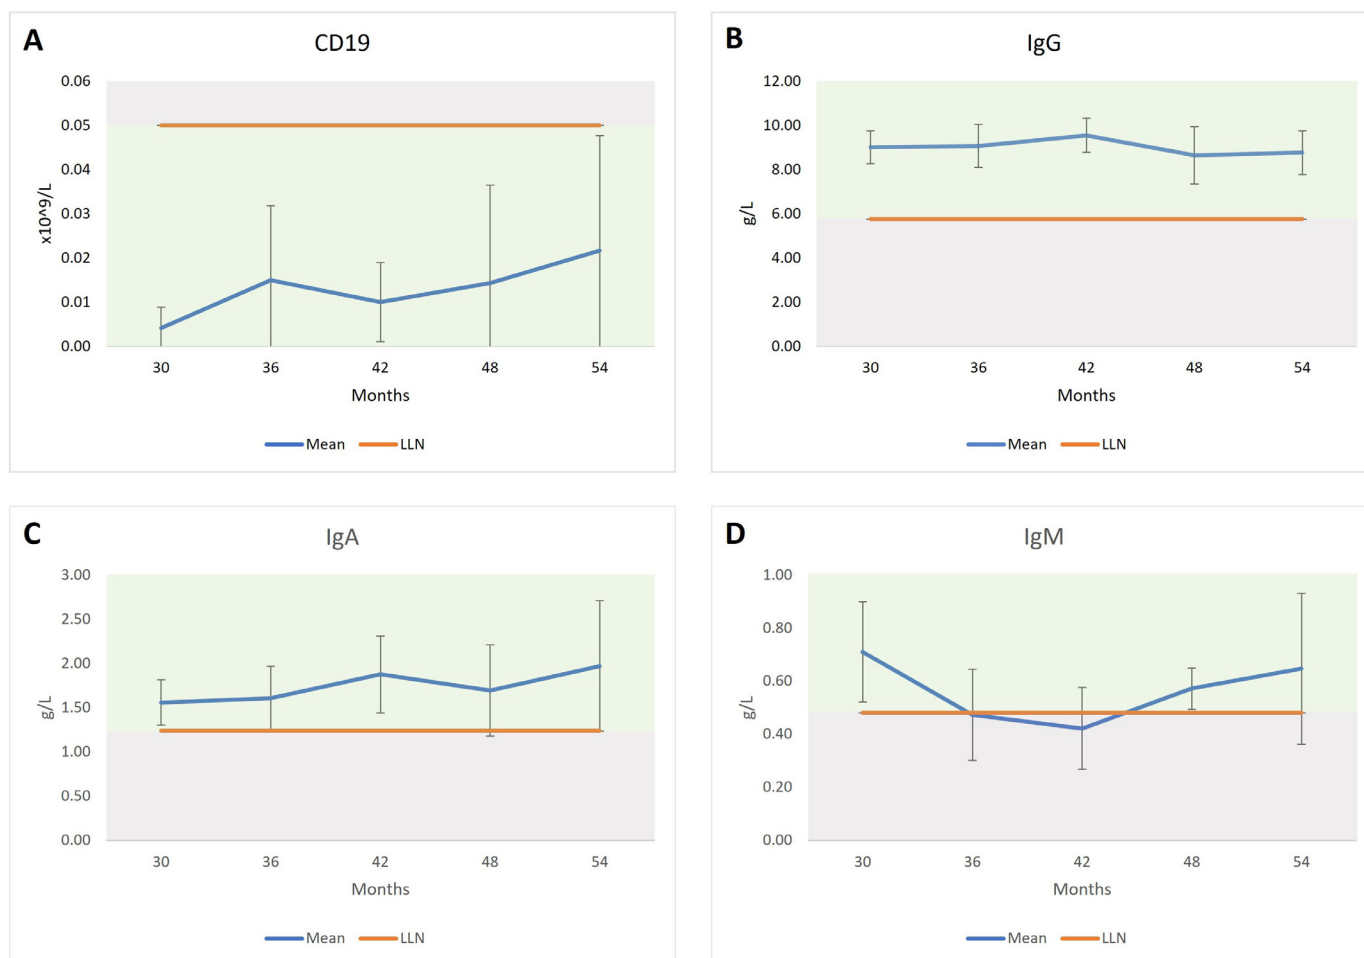 A
CD19
0.06
0.05
0.04
0.03
0.02
0.01
0.00
x10^9/L
30 36 42 48 54
Months
Mean LLN
B
IgG
12.00
10.00
8.00
6.00
4.00
2.00
0.00
g/L
30 36 42 48 54
Months
Mean LLN
C
IgA
3.00
2.50
2.00
1.50
1.00
0.50
0.00
g/L
30 36 42 48 54
Months
Mean LLN
D
IgM
1.00
0.80
0.60
0.40
0.20
0.00
g/L
30 36 42 48 54
Months
Mean LLN